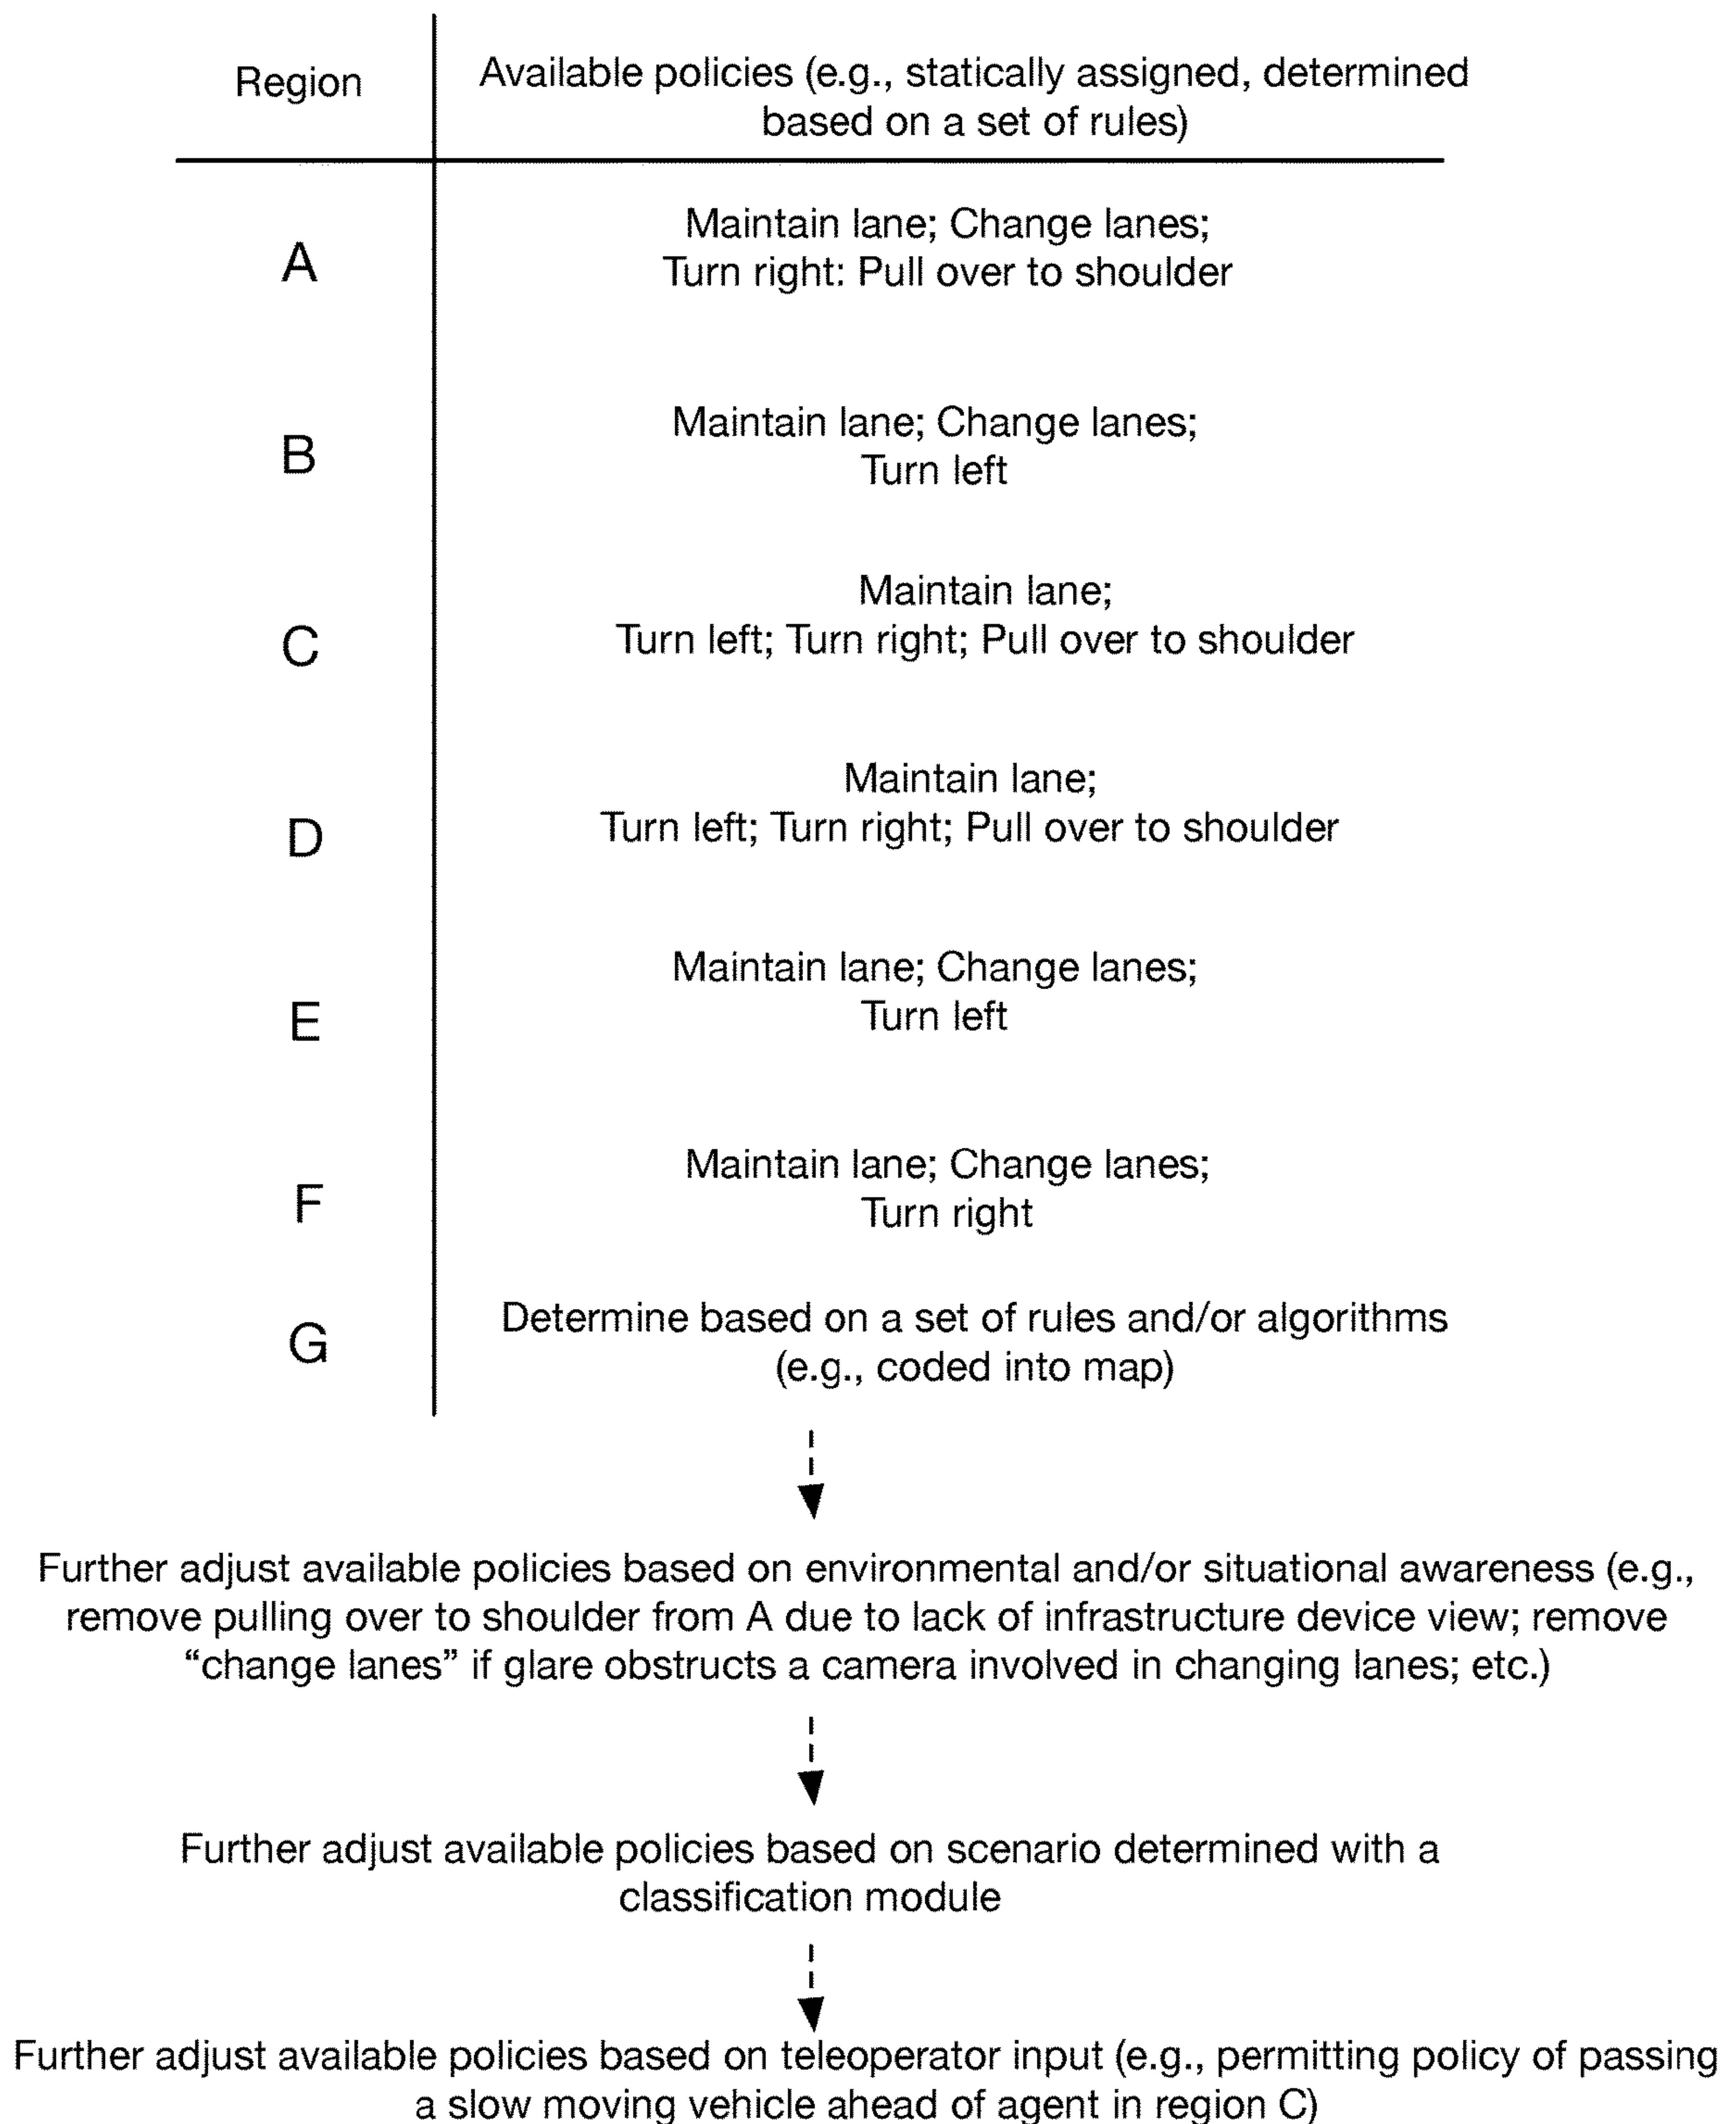 Region
Available policies (e.g., statically assigned, determined
based on a set of rules)
A
Maintain lane; Change lanes;
Turn right: Pull over to shoulder
B
Maintain lane; Change lanes;
Turn left
C
Maintain lane;
Turn left; Turn right; Pull over to shoulder
D
Maintain lane;
Turn left; Turn right; Pull over to shoulder
E
Maintain lane; Change lanes;
Turn left
F
Maintain lane; Change lanes;
Turn right
G
Determine based on a set of rules and/or algorithms
(e.g., coded into map)
Further adjust available policies based on environmental and/or situational awareness (e.g.,
remove pulling over to shoulder from A due to lack of infrastructure device view; remove
“change lanes” if glare obstructs a camera involved in changing lanes; etc.)
Further adjust available policies based on scenario determined with a
classification module
Further adjust available policies based on teleoperator input (e.g., permitting policy of passing
a slow moving vehicle ahead of agent in region C)